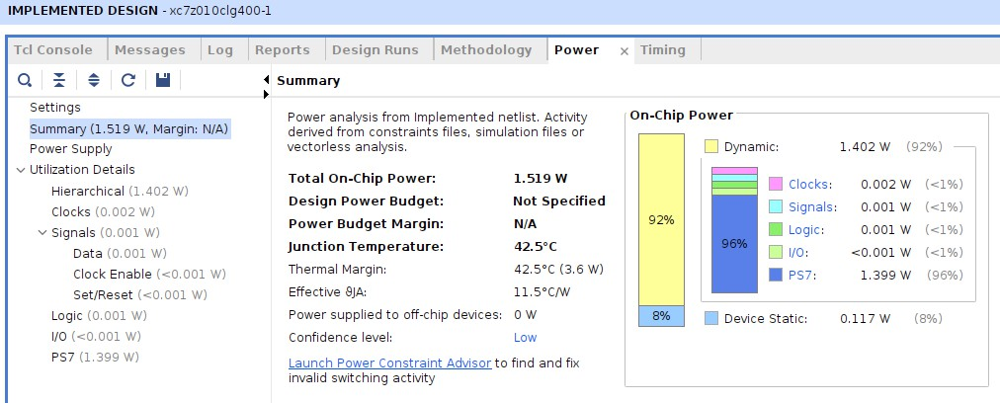 IMPLEMENTED DESIGN - xc7z010clg400-1
Tcl Console Messages Log Reports Design Runs Methodology Power × Timing
Settings
Summary (1.519 W, Margin: N/A)
Power Supply
Utilization Details
Hierarchical (1.402 W)
Clocks (0.002 W)
Signals (0.001 W)
Data (0.001 W)
Clock Enable (<0.001 W)
Set/Reset (<0.001 W)
Logic (0.001 W)
I/O (<0.001 W)
PS7 (1.399 W)
Summary
Power analysis from Implemented netlist. Activity
derived from constraints files, simulation files or
vectorless analysis.
Total On-Chip Power: 1.519 W
Design Power Budget: Not Specified
Power Budget Margin: N/A
Junction Temperature: 42.5°C
Thermal Margin: 42.5°C (3.6 W)
Effective ϑJA: 11.5°C/W
Power supplied to off-chip devices: 0 W
Confidence level: Low
Launch Power Constraint Advisor to find and fix
invalid switching activity
On-Chip Power
92%
8%
Dynamic: 1.402 W (92%)
96%
Clocks: 0.002 W (<1%)
Signals: 0.001 W (<1%)
Logic: 0.001 W (<1%)
I/O: <0.001 W (<1%)
PS7: 1.399 W (96%)
Device Static: 0.117 W (8%)